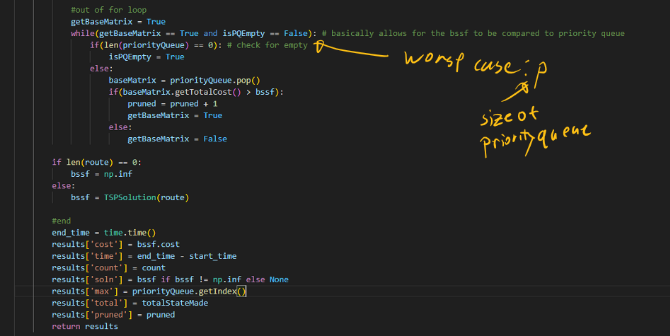 #out of for loop
getBaseMatrix = True
while(getBaseMatrix == True and isPQEmpty == False): # basically allows for the bssf to be compared to priority queue
if(len(priorityQueue) == 0): # check for empty
isPQEmpty = True
else:
baseMatrix = priorityQueue.pop()
if(baseMatrix.getTotalCost() > bssf):
pruned = pruned + 1
getBaseMatrix = True
else:
getBaseMatrix = False
worsp case: p
size of
priority queue
if len(route) == 0:
bssf = np.inf
else:
bssf = TSPSolution(route)
#end
end_time = time.time()
results['cost'] = bssf.cost
results['time'] = end_time - start_time
results['count'] = count
results['soln'] = bssf if bssf != np.inf else None
results['max'] = priorityQueue.getIndex()
results['total'] = totalStateMade
results['pruned'] = pruned
return results